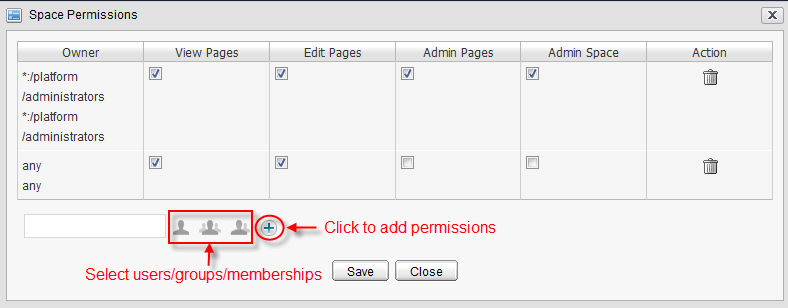 Space Permissions
Owner View Pages Edit Pages Admin Pages Admin Space Action
*:/platform
/administrators
*:/platform
/administrators
any
any
Click to add permissions
Select users/groups/memberships
Save Close